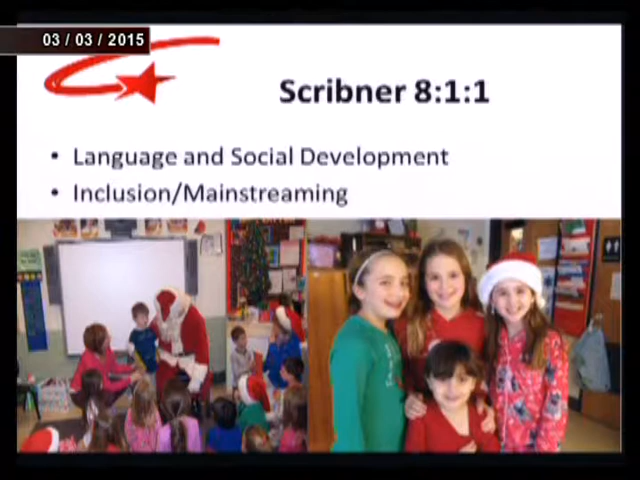 03 / 03 / 2015
Scribner 8:1:1
• Language and Social Development
• Inclusion/Mainstreaming